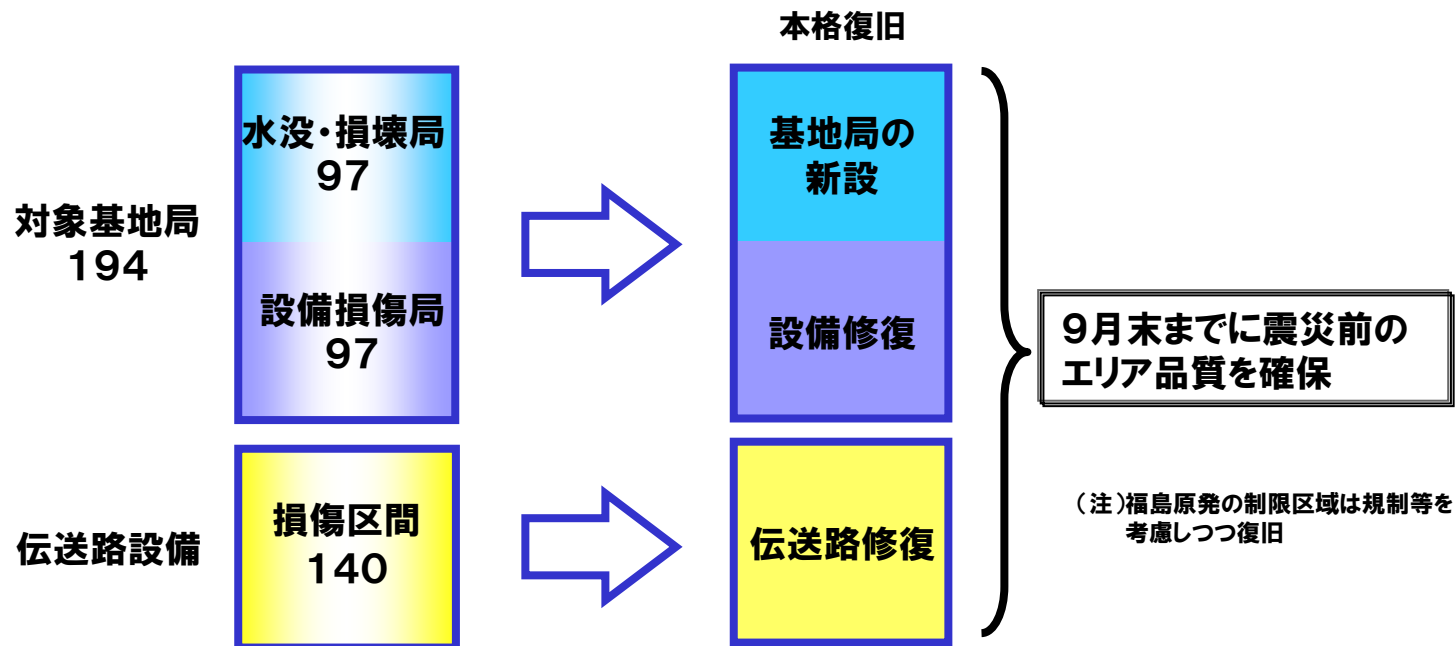 本格復旧
対象基地局
194
水没・損壊局
97
設備損傷局
97
基地局の
新設
設備修復
伝送路設備
損傷区間
140
伝送路修復
9月末までに震災前の
エリア品質を確保
(注)福島原発の制限区域は規制等を
考慮しつつ復旧